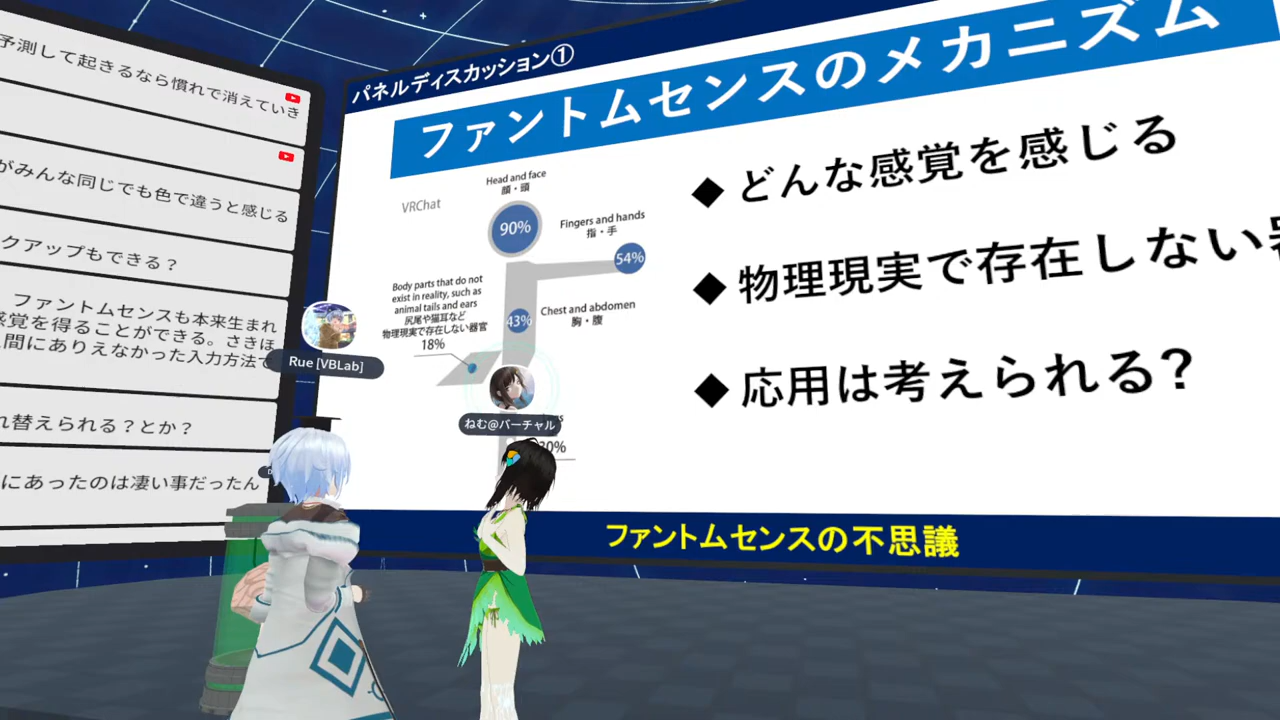 予測して起きるなら慣れで消えていき
がみんな同じでも色で違うと感じる
クアップもできる？
ファントムセンスも本来生まれ
感覚を得ることができる。さきほ
間にありえなかった入力方法で
れ替えられる？とか？
にあったのは凄い事だったん
パネルディスカッション①
ファントムセンスのメカニズム
VRChat
Head and face
顔・頭
90%
Fingers and hands
指・手
54%
Body parts that do not
exist in reality, such as
animal tails and ears
尻尾や猫耳など
物理現実で存在しない器官
18%
43%
Chest and abdomen
胸・腹
◆どんな感覚を感じる
◆物理現実で存在しない
◆応用は考えられる？
Rue [VBLab]
ねむ@バーチャル
ファントムセンスの不思議